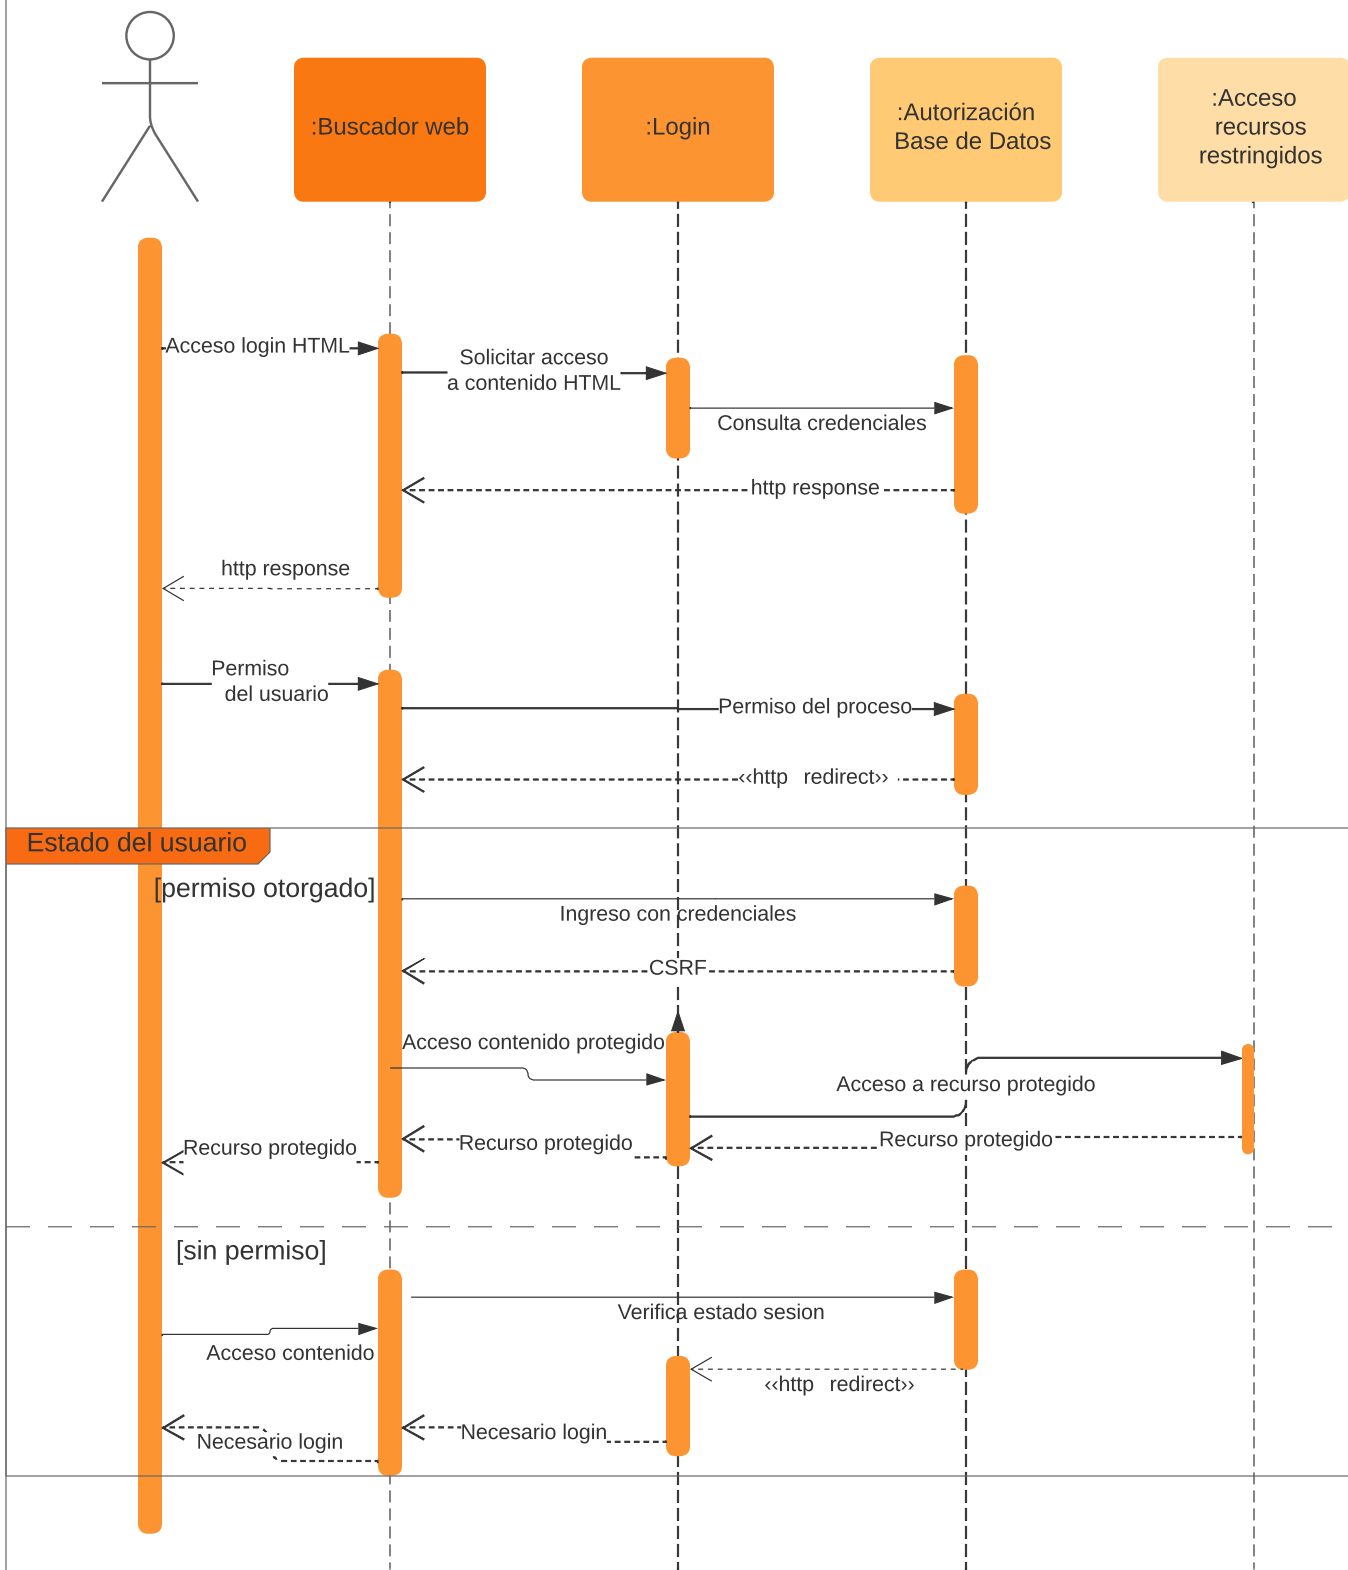 :Buscador web
:Login
:Autorización
Base de Datos
:Acceso
recursos
restringidos
Acceso login HTML
Solicitar acceso
a contenido HTML
Consulta credenciales
http response
http response
Permiso
del usuario
Permiso del proceso
‹‹http redirect››
Estado del usuario
[permiso otorgado]
Ingreso con credenciales
CSRF
Acceso contenido protegido
Acceso a recurso protegido
Recurso protegido
Recurso protegido
Recurso protegido
[sin permiso]
Verifica estado sesion
Acceso contenido
‹‹http redirect››
Necesario login
Necesario login